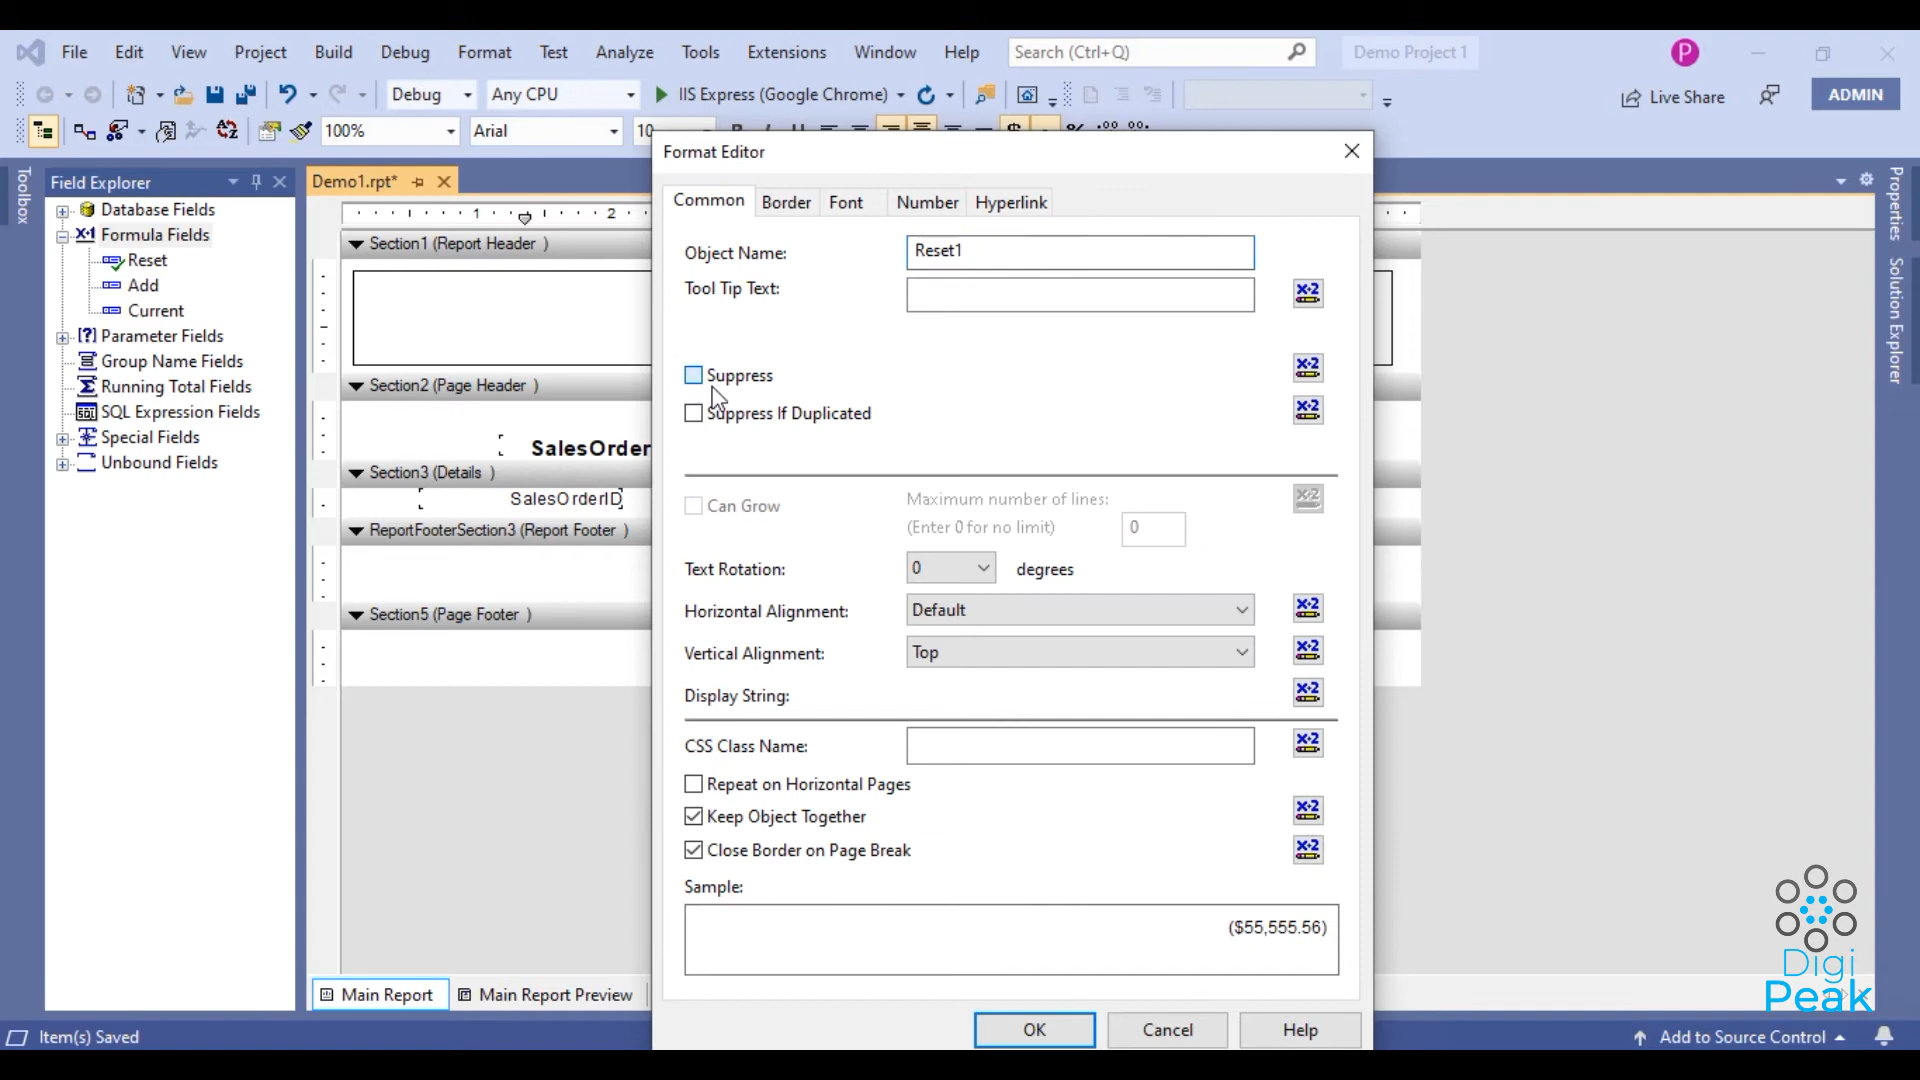 File Edit View Project Build Debug Format Test Analyze Tools Extensions Window Help Search (Ctrl+Q) Demo Project 1 P
Debug Any CPU IIS Express (Google Chrome) Live Share ADMIN
100% Arial 10
Toolbox
Field Explorer
Database Fields
Formula Fields
Reset
Add
Current
Parameter Fields
Group Name Fields
Running Total Fields
SQL Expression Fields
Special Fields
Unbound Fields
Demo1.rpt*
1 2
Section1 (Report Header )
Section2 (Page Header )
SalesOrder
Section3 (Details )
SalesOrderID
ReportFooterSection3 (Report Footer )
Section5 (Page Footer )
Main Report Main Report Preview
Format Editor
Common Border Font Number Hyperlink
Object Name: Reset1
Tool Tip Text:
Suppress
Suppress If Duplicated
Can Grow
Maximum number of lines:
(Enter 0 for no limit) 0
Text Rotation: 0 degrees
Horizontal Alignment: Default
Vertical Alignment: Top
Display String:
CSS Class Name:
Repeat on Horizontal Pages
Keep Object Together
Close Border on Page Break
Sample:
($55,555.56)
OK Cancel Help
Properties
Solution Explorer
Digi
Peak
Item(s) Saved Add to Source Control